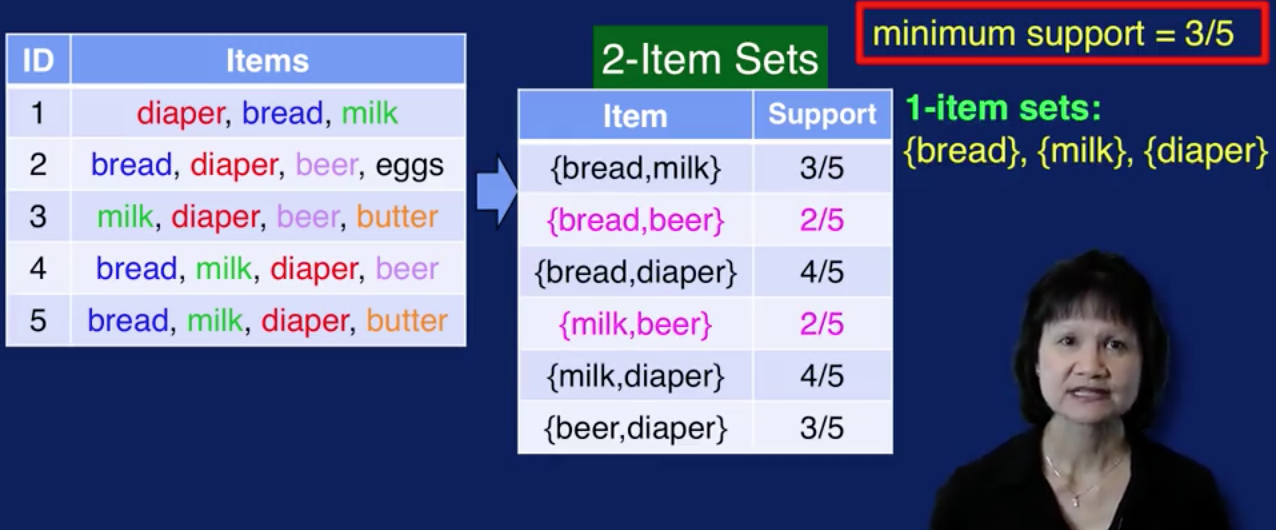 minimum support = 3/5
2-Item Sets
ID Items
1 diaper, bread, milk
2 bread, diaper, beer, eggs
3 milk, diaper, beer, butter
4 bread, milk, diaper, beer
5 bread, milk, diaper, butter
Item Support
{bread,milk} 3/5
{bread,beer} 2/5
{bread,diaper} 4/5
{milk,beer} 2/5
{milk,diaper} 4/5
{beer,diaper} 3/5
1-item sets:
{bread}, {milk}, {diaper}